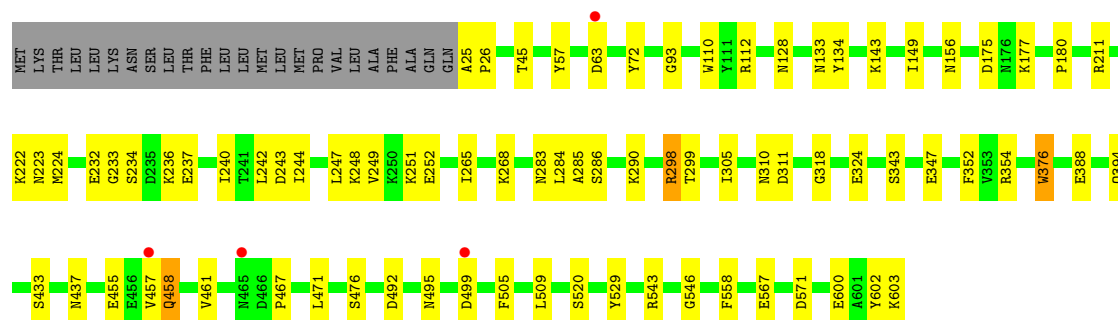 MET LYS THR LEU LEU LYS ASN SER LEU THR PHE LEU LEU MET LEU MET PRO VAL LEU ALA PHE ALA GLN GLN A25 P26 T45 Y57 D63 Y72 G93 W110 Y111 R112 N128 N133 Y134 K143 I149 N156 D175 N176 K177 P180 R211
K222 N223 M224 E232 G233 S234 D235 K236 E237 I240 T241 L242 D243 I244 L247 K248 V249 K250 K251 E252 I265 K268 N283 L284 A285 S286 K290 R298 T299 I305 N310 D311 G318 E324 S343 E347 F352 V353 R354 W376 E388
S433 N437 E455 E456 V457 Q458 V461 N465 D466 P467 L471 S476 D492 N495 D499 F505 L509 S520 Y529 R543 G546 F558 E567 D571 E600 A601 Y602 K603